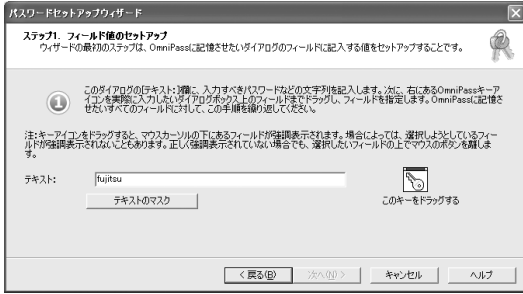 パスワードセットアップウィザード
ステップ1. フィールド値のセットアップ
ウィザードの最初のステップは、OmniPassに記憶させたいダイアログのフィールドに記入する値をセットアップすることです。
1
このダイアログの[テキスト:]欄に、入力すべきパスワードなどの文字列を記入します。次に、右にあるOmniPassキーア
イコンを実際に入力したいダイアログボックス上のフィールドまでドラッグし、フィールドを指定します。OmniPassに記憶さ
せたいすべてのフィールドに対して、この手順を繰り返してください。
注:キーアイコンをドラッグすると、マウスカーソルの下にあるフィールドが強調表示されます。場合によっては、選択しようとしているフィー
ルドが強調表示されないこともあります。正しく強調表示されていない場合でも、選択したいフィールドの上でマウスのボタンを離しま
す。
テキスト: fujitsu
テキストのマスク
このキーをドラッグする
< 戻る(B) 次へ(N) > キャンセル ヘルプ